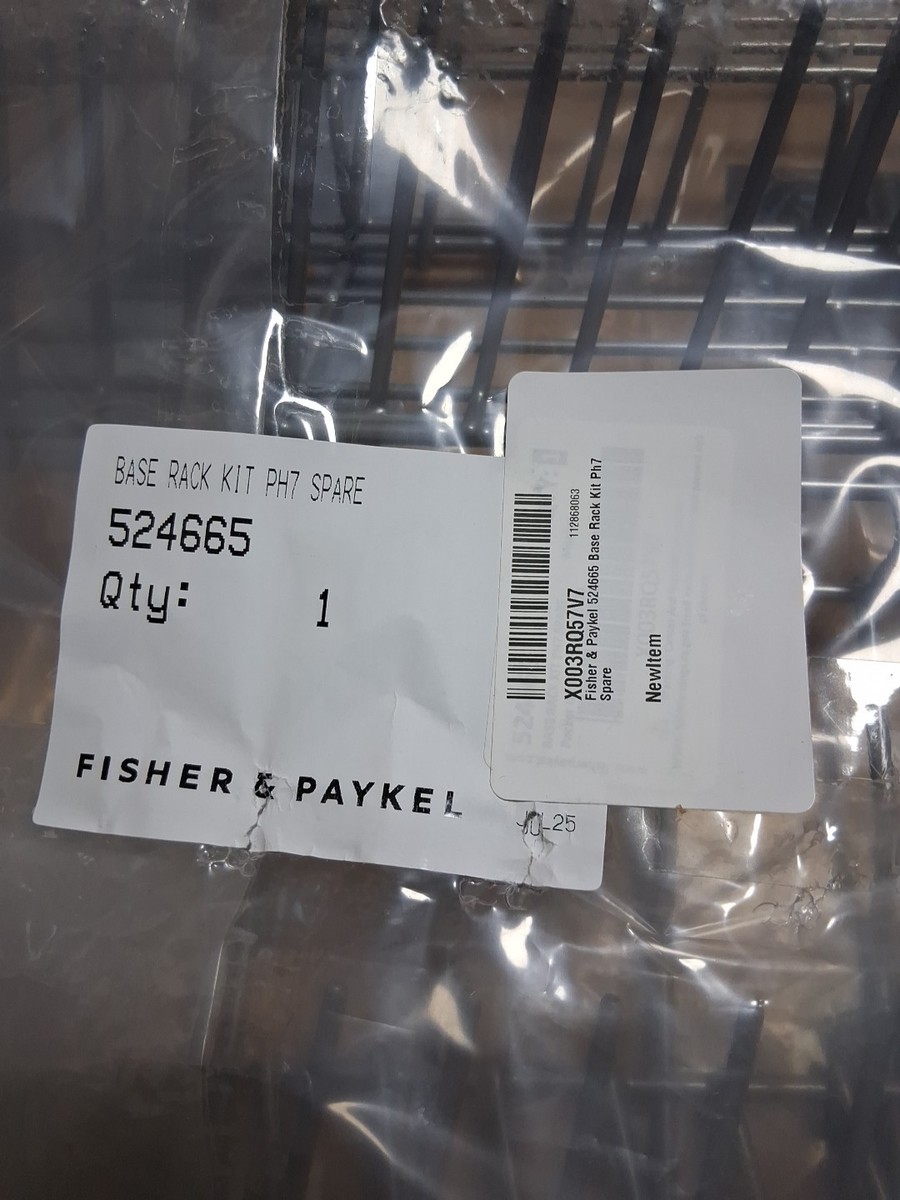 BASE RACK KIT PH7 SPARE
524665
Qty: 1
FISHER & PAYKEL
JUL25
112868063
X003RQ57V7
Fisher & Paykel 524665 Base Rack Kit Ph7
Spare
NewItem